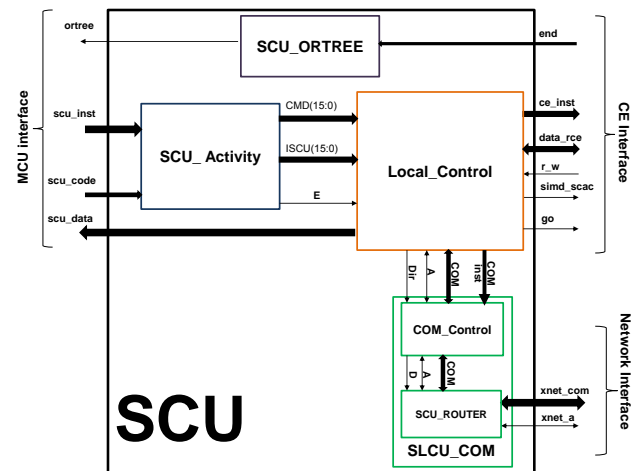 ortree
SCU_ORTREE
end
MCU interface
CE Interface
scu_inst
CMD(15:0)
ce_inst
SCU_ Activity
ISCU(15:0)
Local_Control
data_rce
r_w
scu_code
E
simd_scac
scu_data
go
Dir
A
COM
COM
inst
COM_Control
D
A
COM
Network Interface
SCU
SCU_ROUTER
xnet_com
xnet_a
SLCU_COM